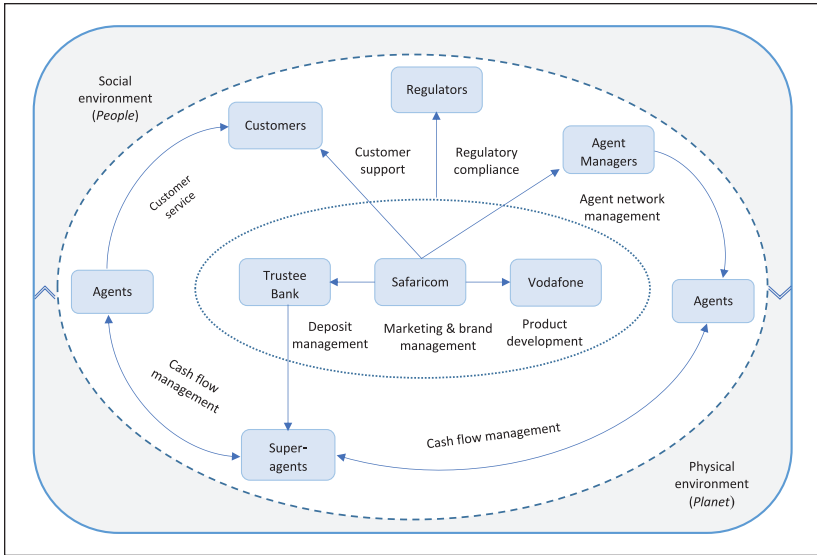 Social
environment
(People)
Regulators
Customers
Agent
Managers
Customer
support
Regulatory
compliance
Customer
service
Agent network
management
Agents
Trustee
Bank
Safaricom
Vodafone
Agents
Deposit
management
Marketing & brand
management
Product
development
Cash flow
management
Cash flow management
Super-
agents
Physical
environment
(Planet)